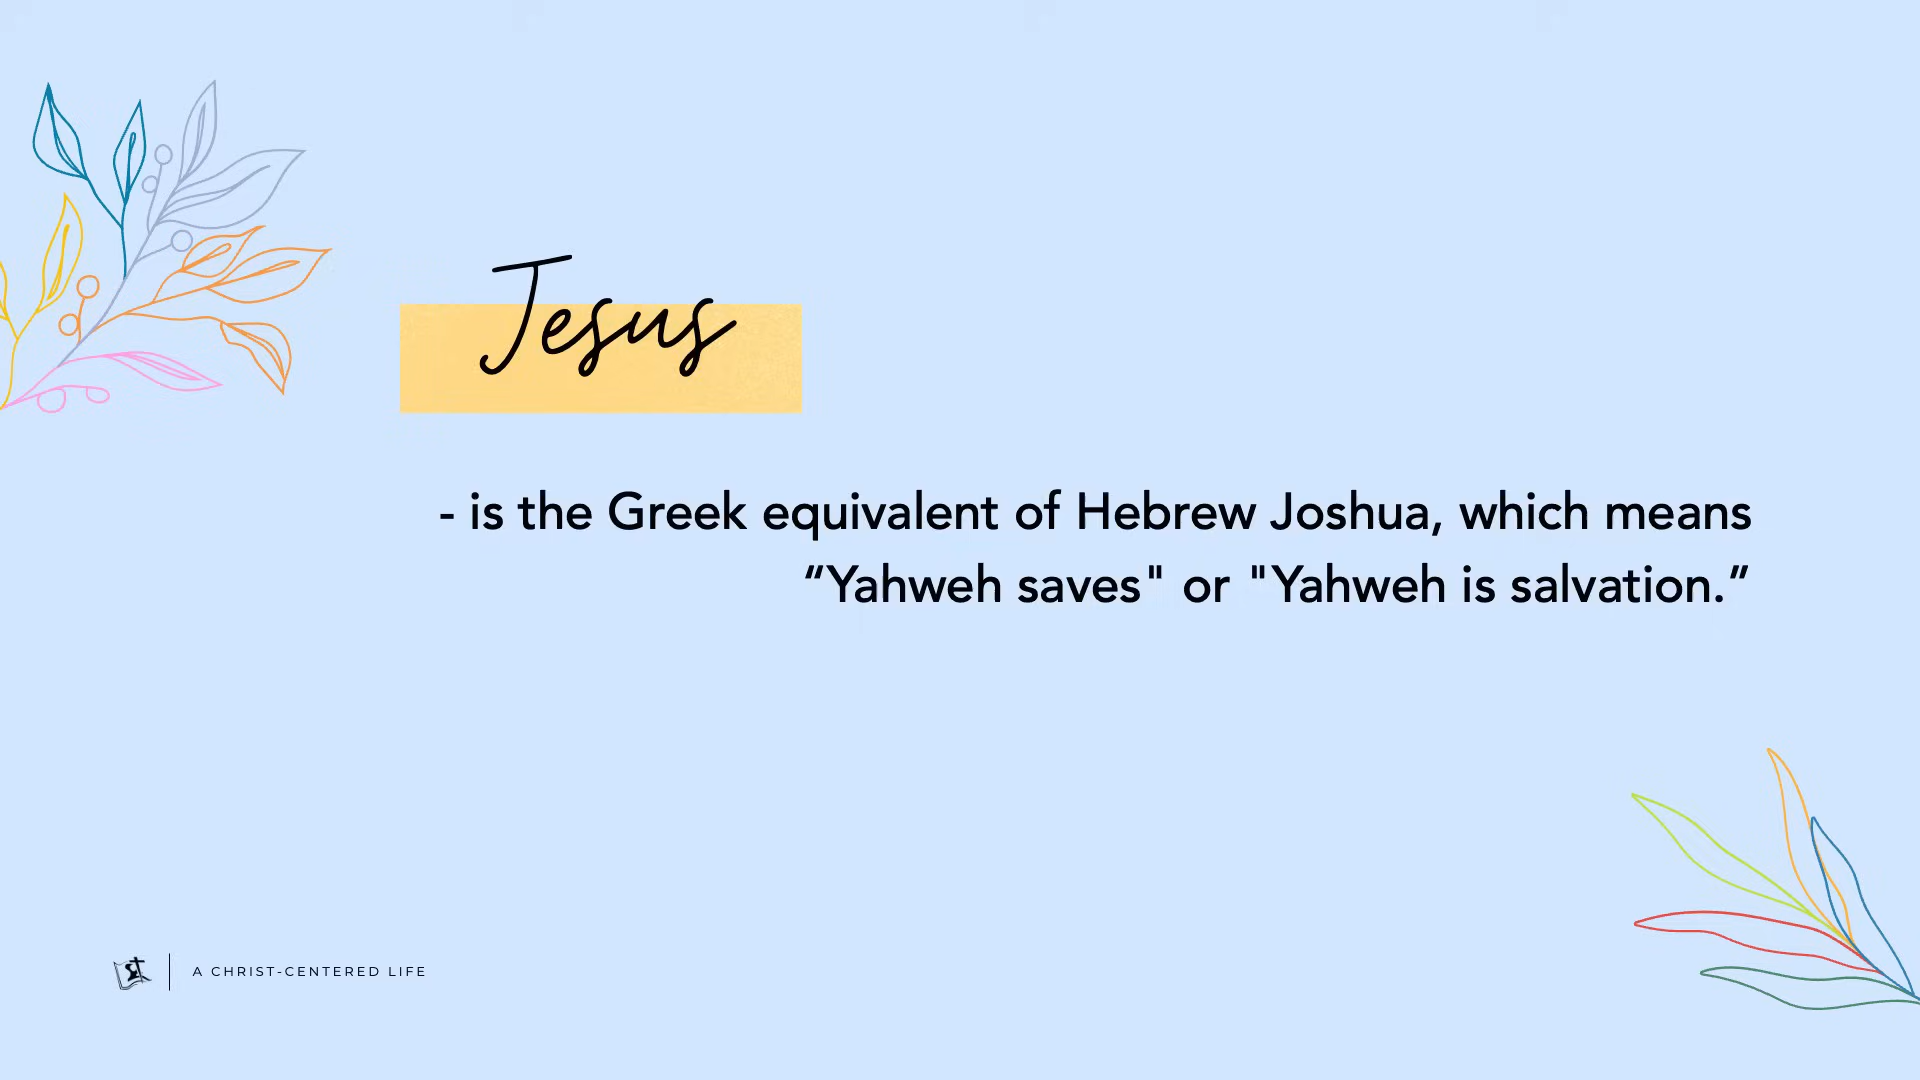 Jesus
- is the Greek equivalent of Hebrew Joshua, which means
“Yahweh saves" or "Yahweh is salvation.”
A CHRIST-CENTERED LIFE